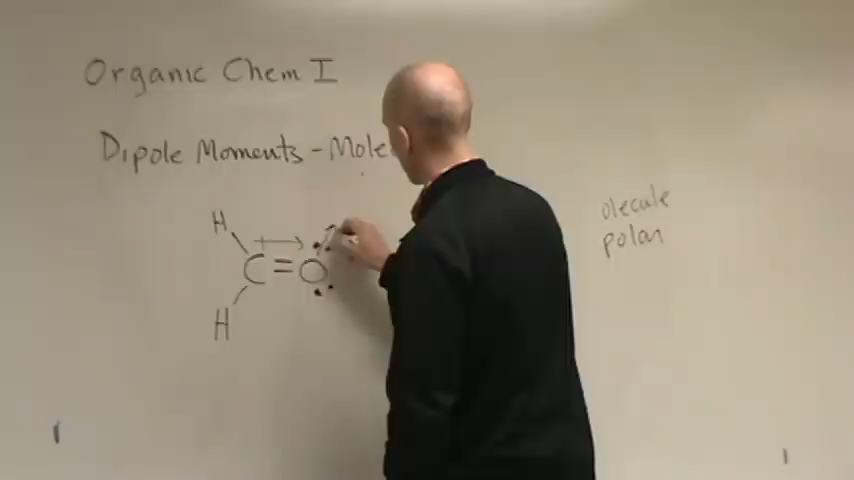 Organic Chem I
Dipole Moments - Mole
H
C = O
H
olecule
polar